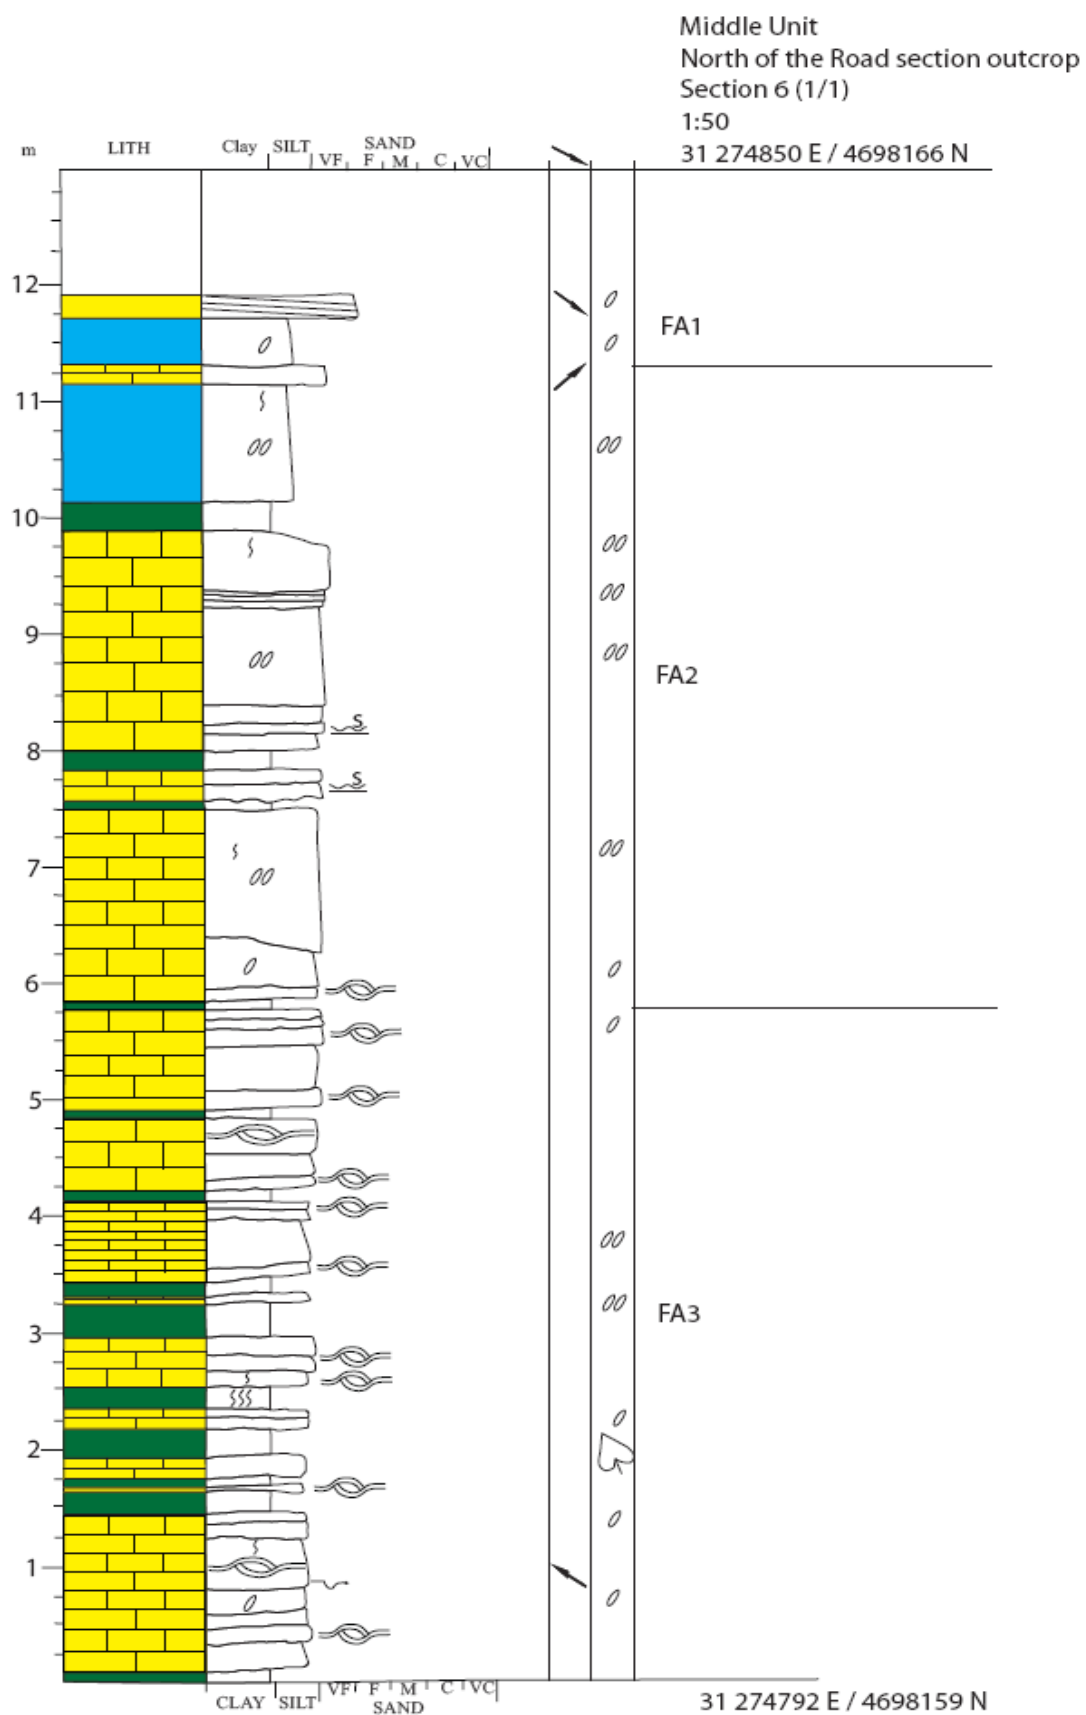 Middle Unit
North of the Road section outcrop
Section 6 (1/1)
1:50
31 274850 E / 4698166 N
m LITH Clay SILT SAND
VF F M C VC
12
FA1
11
10
9
FA2
8
S
S
7
6
5
4
3
FA3
2
1
CLAY SILT VF F M C VC
SAND
31 274792 E / 4698159 N